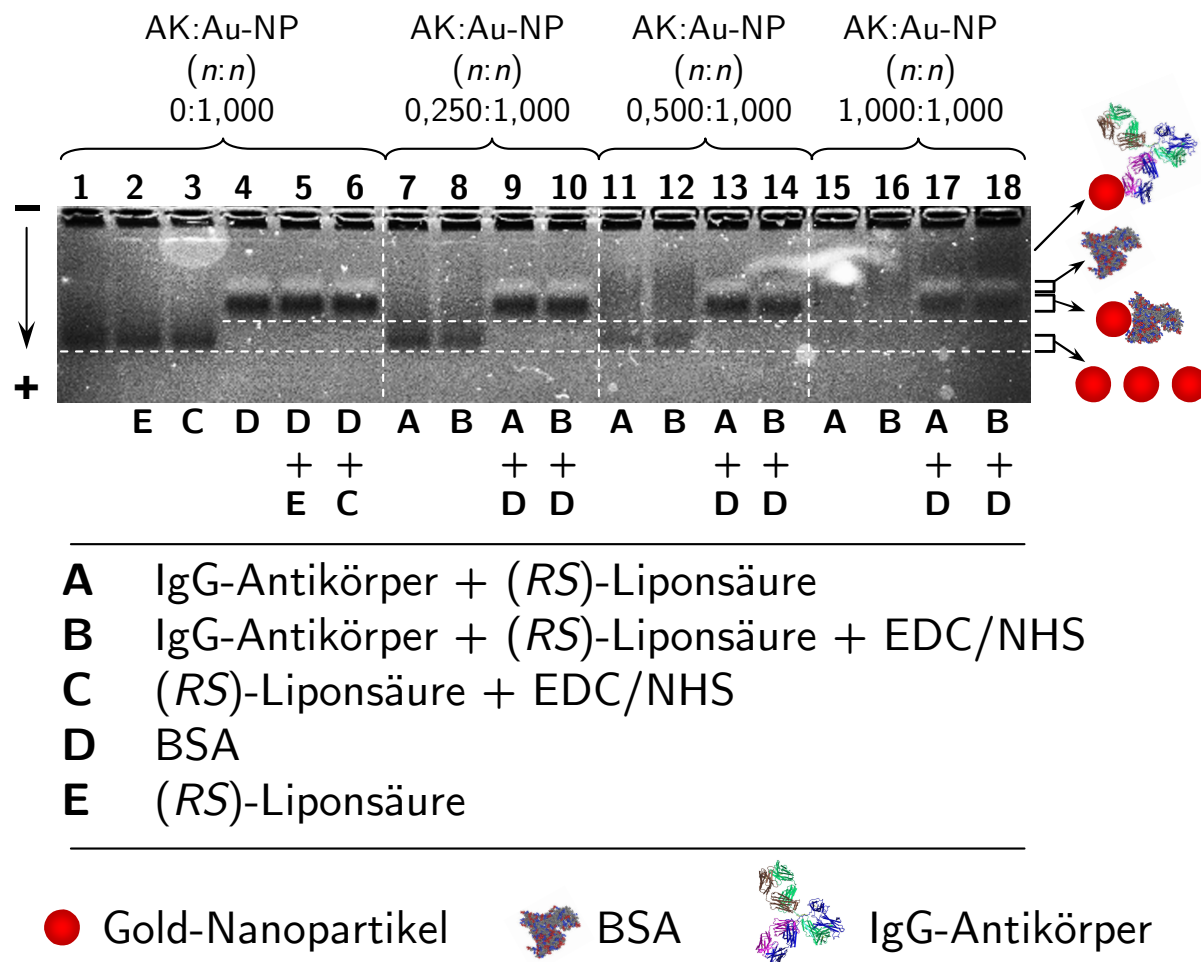 AK:Au-NP AK:Au-NP AK:Au-NP AK:Au-NP
(n:n) (n:n) (n:n) (n:n)
0:1,000 0,250:1,000 0,500:1,000 1,000:1,000
1 2 3 4 5 6 7 8 9 10 11 12 13 14 15 16 17 18
−
+
E C D D D A B A B A B A B A B A B
+ + + + + + + +
E C D D D D D D
A IgG-Antikörper + (RS)-Liponsäure
B IgG-Antikörper + (RS)-Liponsäure + EDC/NHS
C (RS)-Liponsäure + EDC/NHS
D BSA
E (RS)-Liponsäure
Gold-Nanopartikel BSA IgG-Antikörper